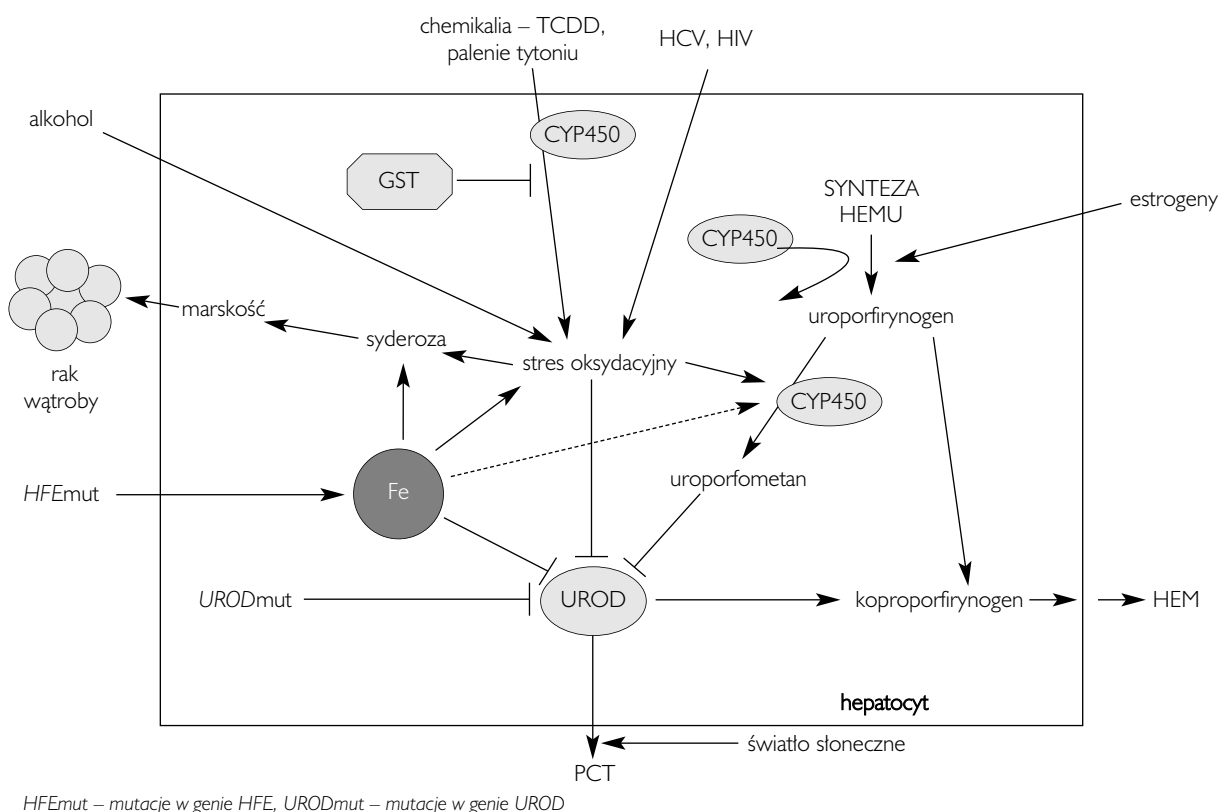 chemikalia – TCDD,
palenie tytoniu
HCV, HIV
alkohol
CYP450
GST
SYNTEZA
HEMU
estrogeny
CYP450
marskość
uroporfirynogen
syderoza
stres oksydacyjny
rak
wątroby
CYP450
uroporfometan
HFEmut
Fe
URODmut
UROD
koproporfirynogen
HEM
hepatocyt
światło słoneczne
PCT
HFEmut – mutacje w genie HFE, URODmut – mutacje w genie UROD